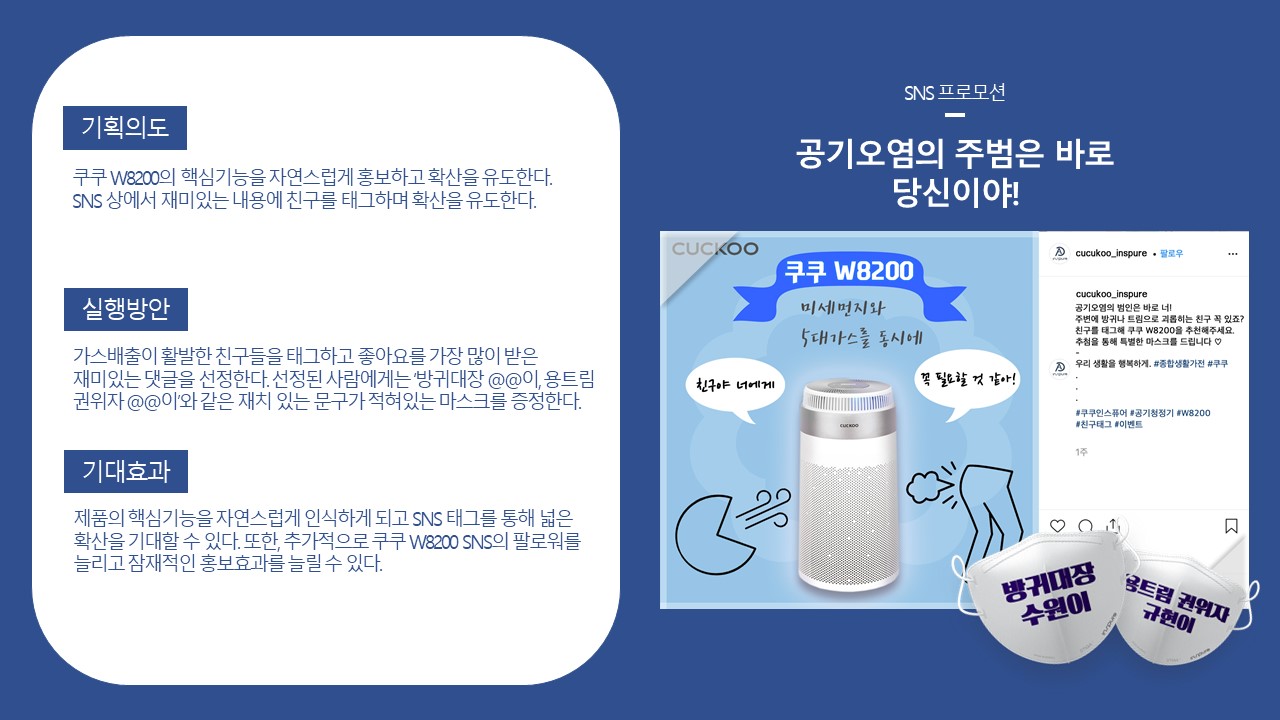 기획의도
쿠쿠 W8200의 핵심기능을 자연스럽게 홍보하고 확산을 유도한다.
SNS 상에서 재미있는 내용에 친구를 태그하며 확산을 유도한다.
실행방안
가스배출이 활발한 친구들을 태그하고 좋아요를 가장 많이 받은
재미있는 댓글을 선정한다. 선정된 사람에게는 '방귀대장 @@이, 용트림
권위자 @@이'와 같은 재치 있는 문구가 적혀있는 마스크를 증정한다.
기대효과
제품의 핵심기능을 자연스럽게 인식하게 되고 SNS 태그를 통해 넓은
확산을 기대할 수 있다. 또한, 추가적으로 쿠쿠 W8200 SNS의 팔로워를
늘리고 잠재적인 홍보효과를 늘릴 수 있다.
SNS 프로모션
공기오염의 주범은 바로
당신이야!
CUCKOO
쿠쿠 W8200
미세먼지와
5대가스를 동시에
친구야 너에게
꼭 필요할 것 같아!
CUCKOO
cucukoo_inspure • 팔로우
...
cucukoo_inspure
공기오염의 범인은 바로 너!
주변에 방귀나 트림으로 괴롭히는 친구 꼭 있죠?
친구를 태그해 쿠쿠 W8200을 추천해주세요.
추첨을 통해 특별한 마스크를 드립니다 ♡
-
우리 생활을 행복하게. #종합생활가전 #쿠쿠
.
.
.
#쿠쿠인스퓨어 #공기청정기 #W8200
#친구태그 #이벤트
1주
방귀대장
수원이
용트림 권위자
규현이